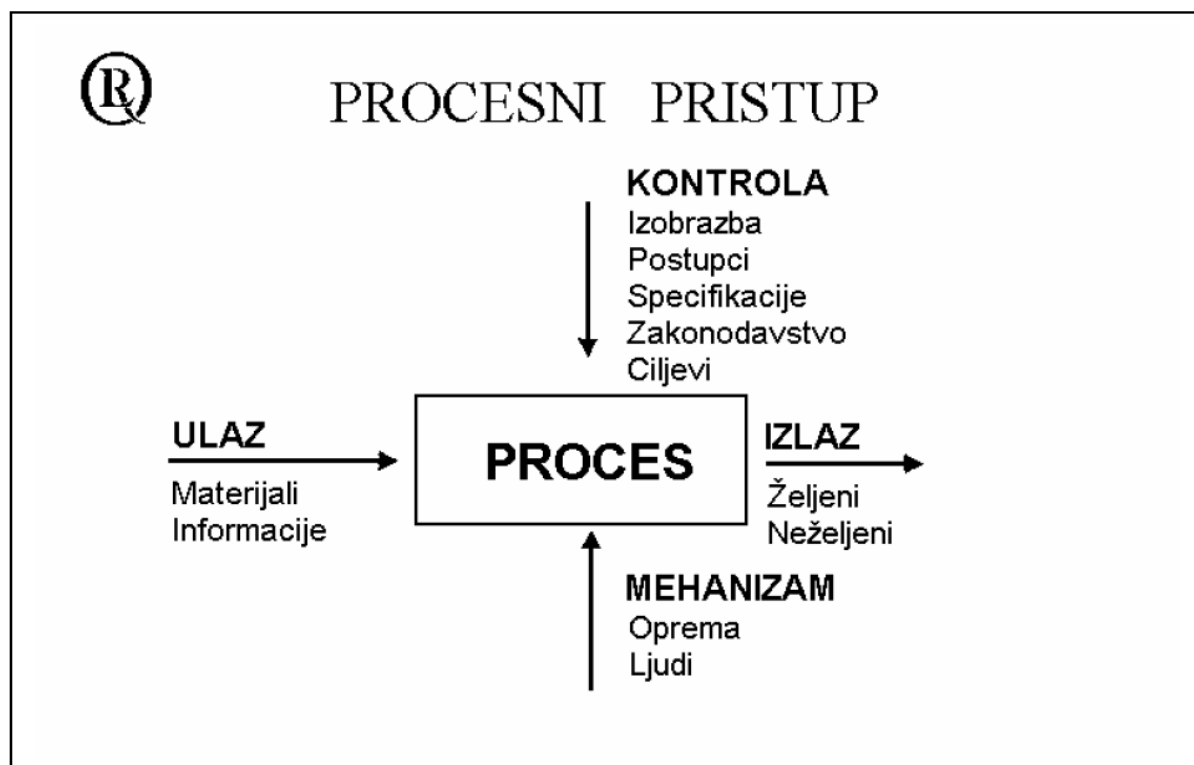 PROCESNI PRISTUP
KONTROLA
Izobrazba
Postupci
Specifikacije
Zakonodavstvo
Ciljevi
ULAZ
Materijali
Informacije
PROCES
IZLAZ
Željeni
Neželjeni
MEHANIZAM
Oprema
Ljudi